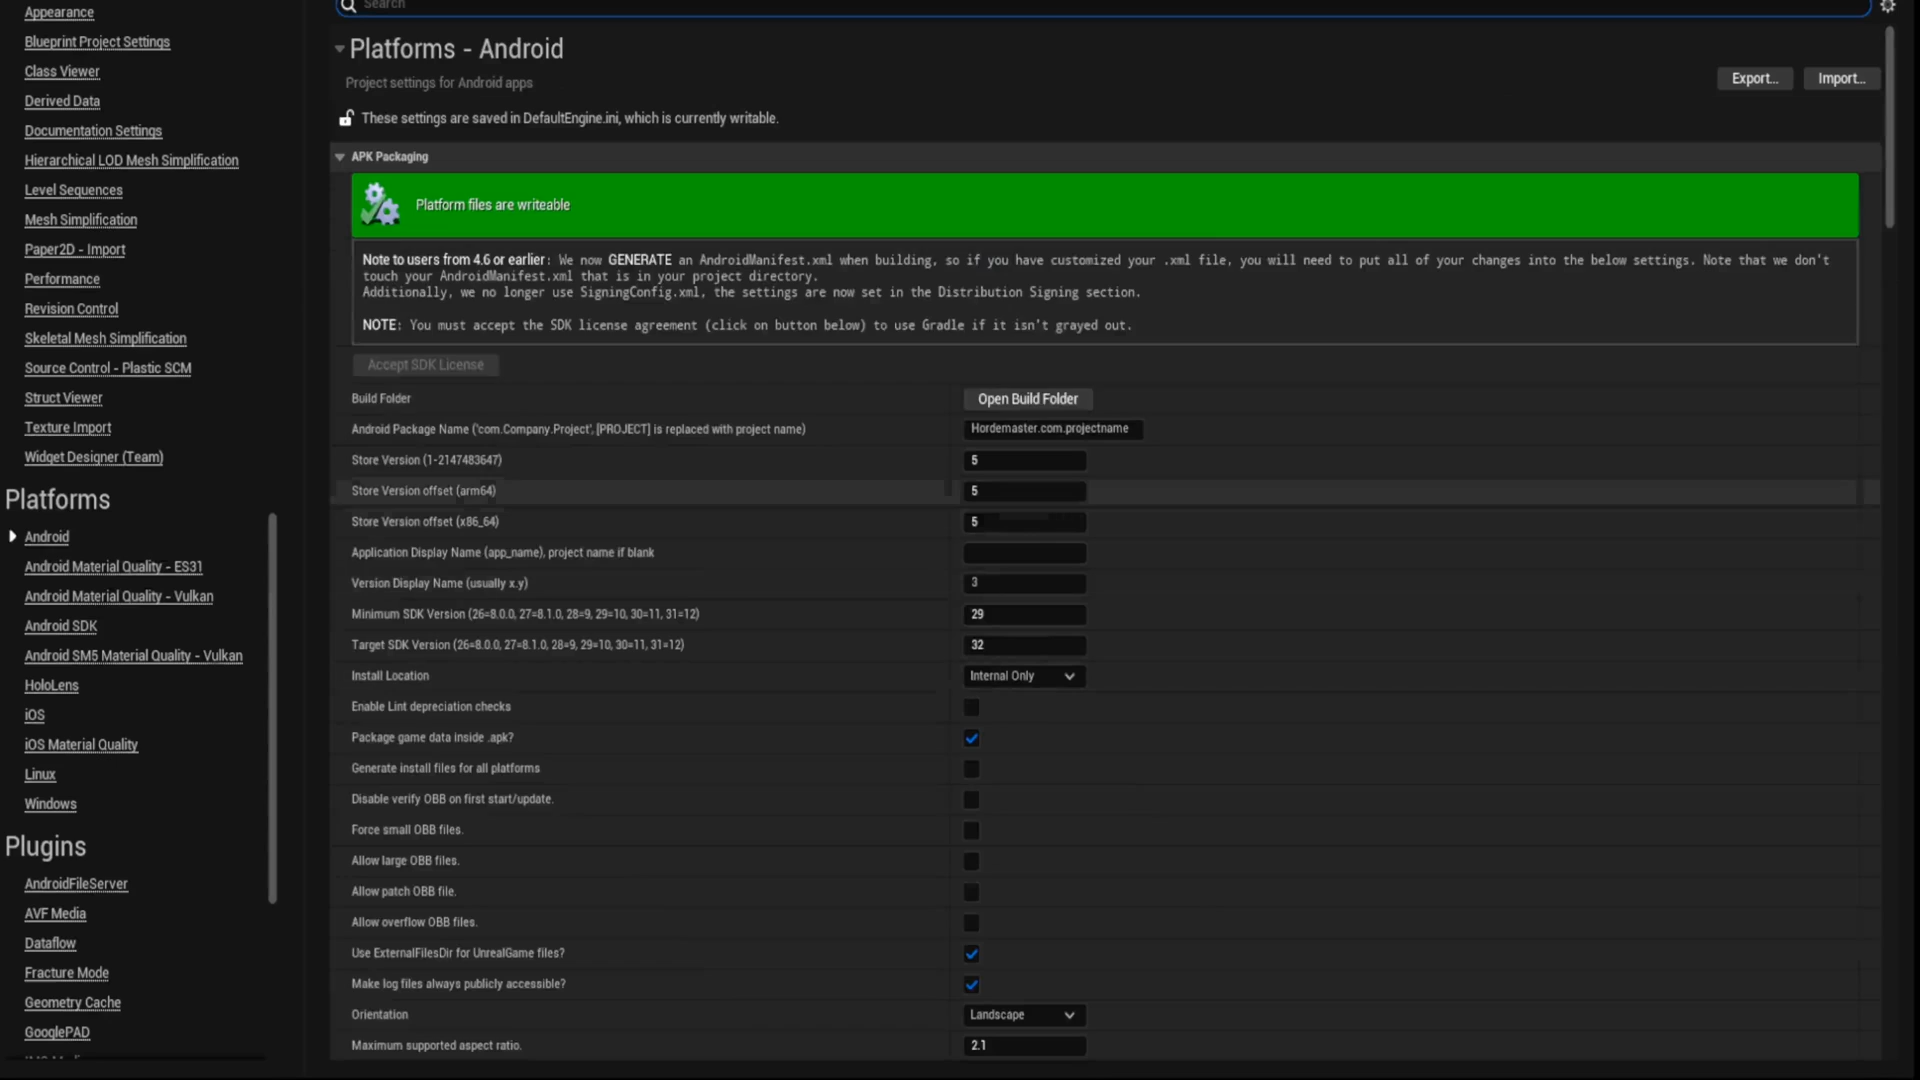 Appearance
Blueprint Project Settings
Class Viewer
Derived Data
Documentation Settings
Hierarchical LOD Mesh Simplification
Level Sequences
Mesh Simplification
Paper2D - Import
Performance
Revision Control
Skeletal Mesh Simplification
Source Control - Plastic SCM
Struct Viewer
Texture Import
Widget Designer (Team)
Platforms
Android
Android Material Quality - ES31
Android Material Quality - Vulkan
Android SDK
Android SM5 Material Quality - Vulkan
HoloLens
iOS
iOS Material Quality
Linux
Windows
Plugins
AndroidFileServer
AVF Media
Dataflow
Fracture Mode
Geometry Cache
GooglePAD
Search
Platforms - Android
Project settings for Android apps
Export...
Import...
These settings are saved in DefaultEngine.ini, which is currently writable.
APK Packaging
Platform files are writeable
Note to users from 4.6 or earlier: We now GENERATE an AndroidManifest.xml when building, so if you have customized your .xml file, you will need to put all of your changes into the below settings. Note that we don't
touch your AndroidManifest.xml that is in your project directory.
Additionally, we no longer use SigningConfig.xml, the settings are now set in the Distribution Signing section.
NOTE: You must accept the SDK license agreement (click on button below) to use Gradle if it isn't grayed out.
Accept SDK License
Build Folder Open Build Folder
Android Package Name ('com.Company.Project', [PROJECT] is replaced with project name) Hordemaster.com.projectname
Store Version (1-2147483647) 5
Store Version offset (arm64) 5
Store Version offset (x86_64) 5
Application Display Name (app_name), project name if blank
Version Display Name (usually x.y) 3
Minimum SDK Version (26=8.0.0, 27=8.1.0, 28=9, 29=10, 30=11, 31=12) 29
Target SDK Version (26=8.0.0, 27=8.1.0, 28=9, 29=10, 30=11, 31=12) 32
Install Location Internal Only
Enable Lint depreciation checks
Package game data inside .apk?
Generate install files for all platforms
Disable verify OBB on first start/update.
Force small OBB files.
Allow large OBB files.
Allow patch OBB file.
Allow overflow OBB files.
Use ExternalFilesDir for UnrealGame files?
Make log files always publicly accessible?
Orientation Landscape
Maximum supported aspect ratio. 2.1